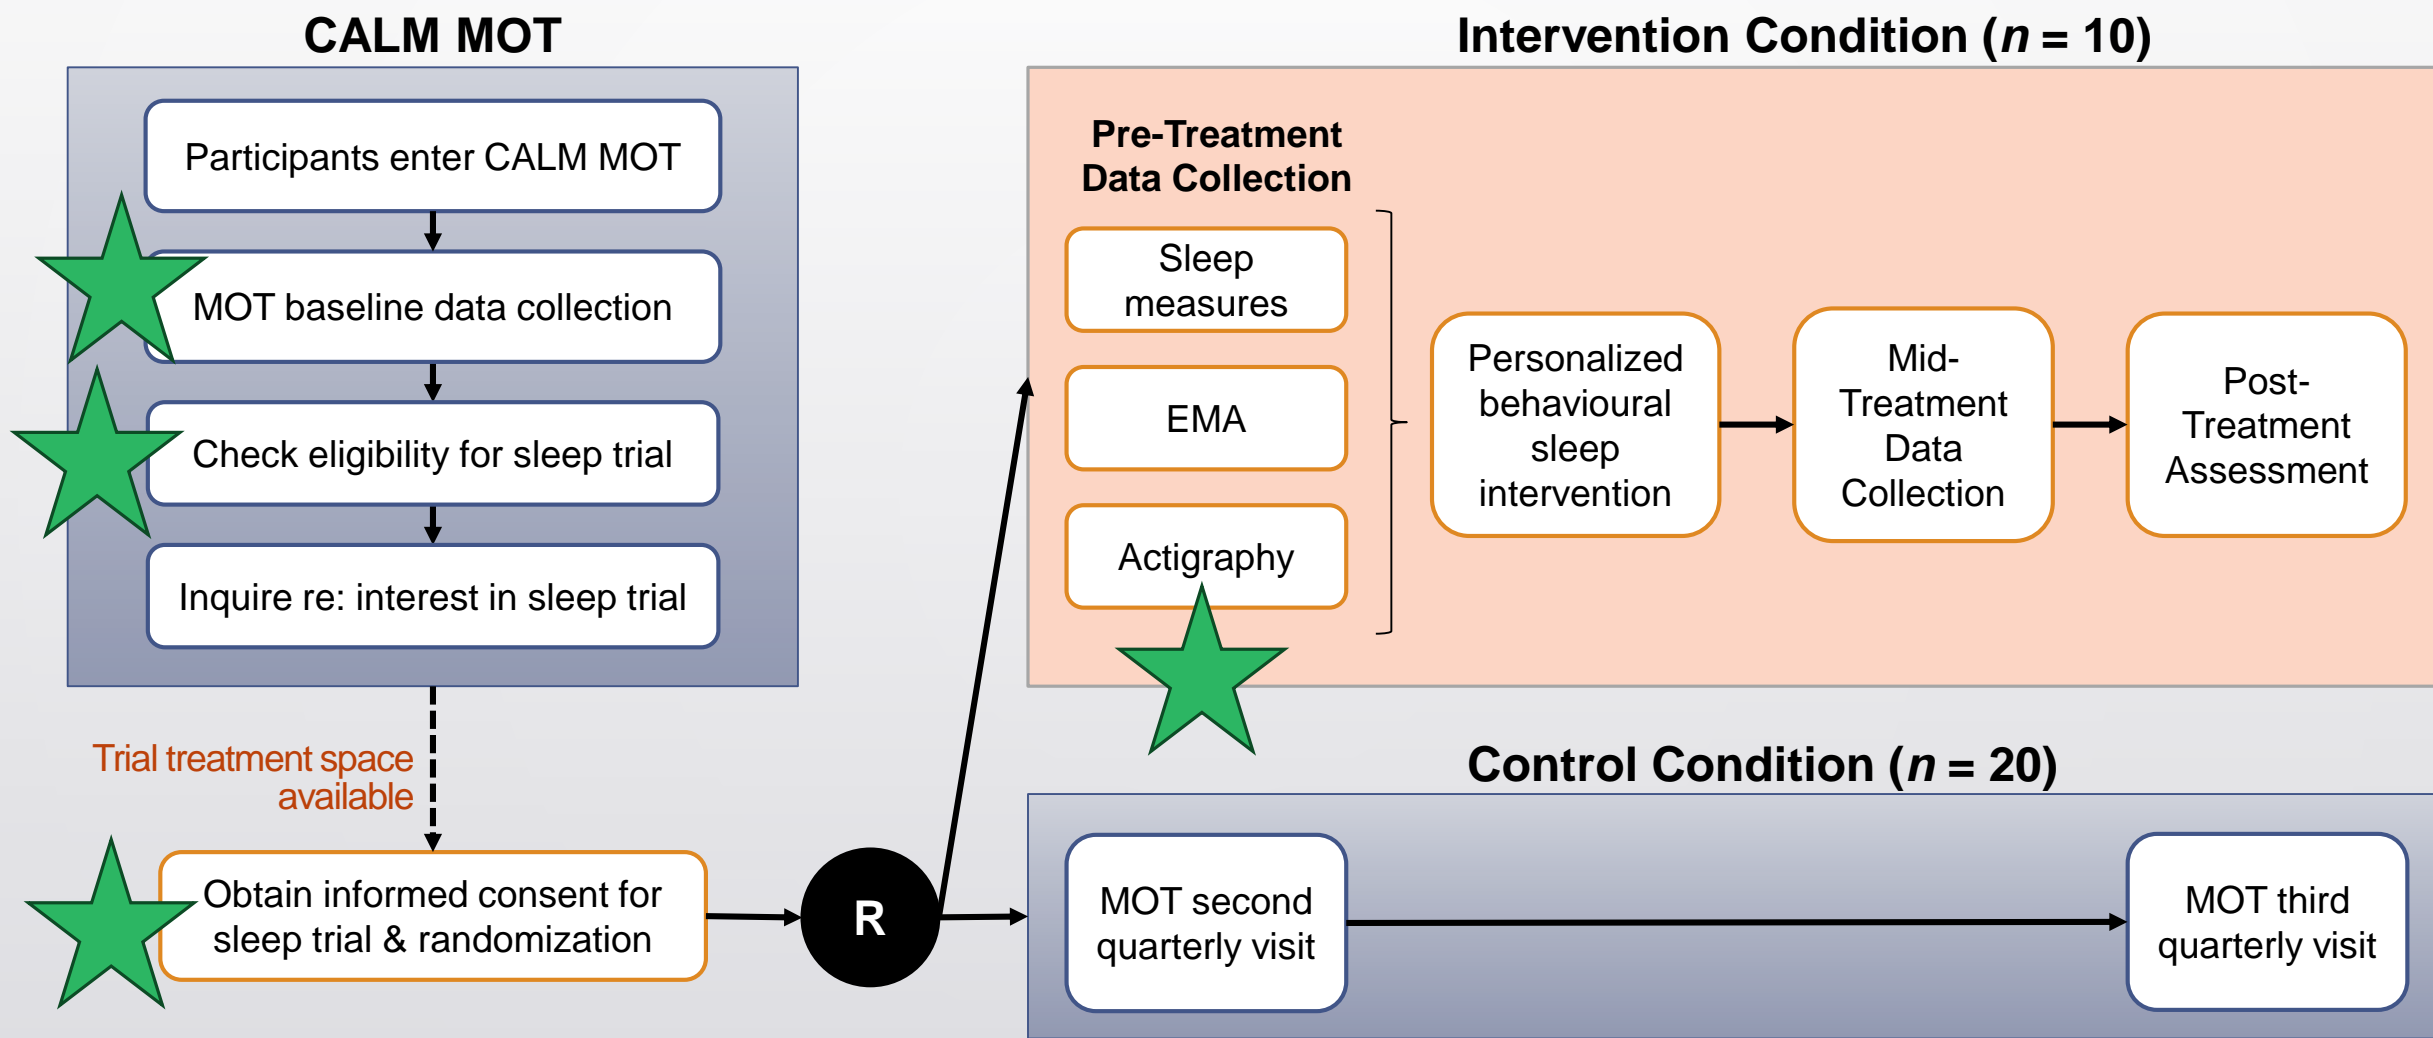 CALM MOT
Participants enter CALM MOT
MOT baseline data collection
Check eligibility for sleep trial
Inquire re: interest in sleep trial
Trial treatment space
available
Obtain informed consent for
sleep trial & randomization
R
Intervention Condition (n = 10)
Pre-Treatment
Data Collection
Sleep
measures
EMA
Actigraphy
Personalized
behavioural
sleep
intervention
Mid-
Treatment
Data
Collection
Post-
Treatment
Assessment
Control Condition (n = 20)
MOT second
quarterly visit
MOT third
quarterly visit